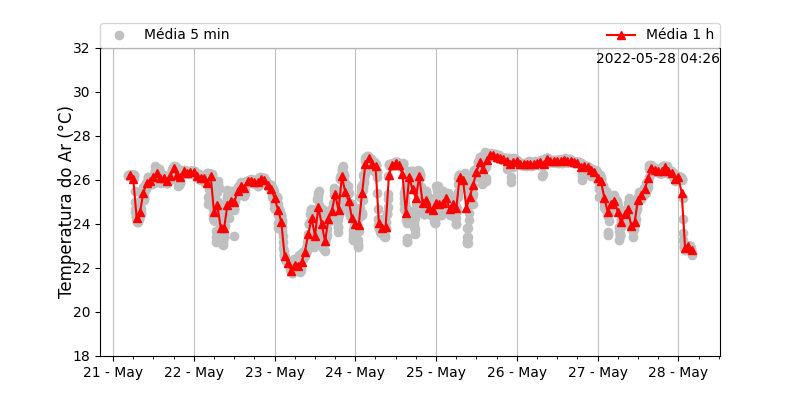 Média 5 min
Média 1 h
2022-05-28 04:26
Temperatura do Ar (°C)
32
30
28
26
24
22
20
18
21 - May
22 - May
23 - May
24 - May
25 - May
26 - May
27 - May
28 - May